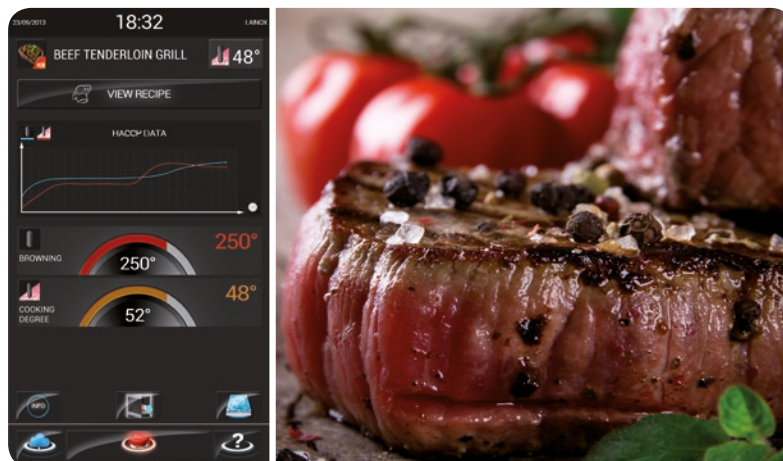 23/09/2013 18:32 LAINOX
BEEF TENDERLOIN GRILL 48°
VIEW RECIPE
HACCP DATA
BROWNING 250° 250°
COOKING DEGREE 52° 48°
INFO
?